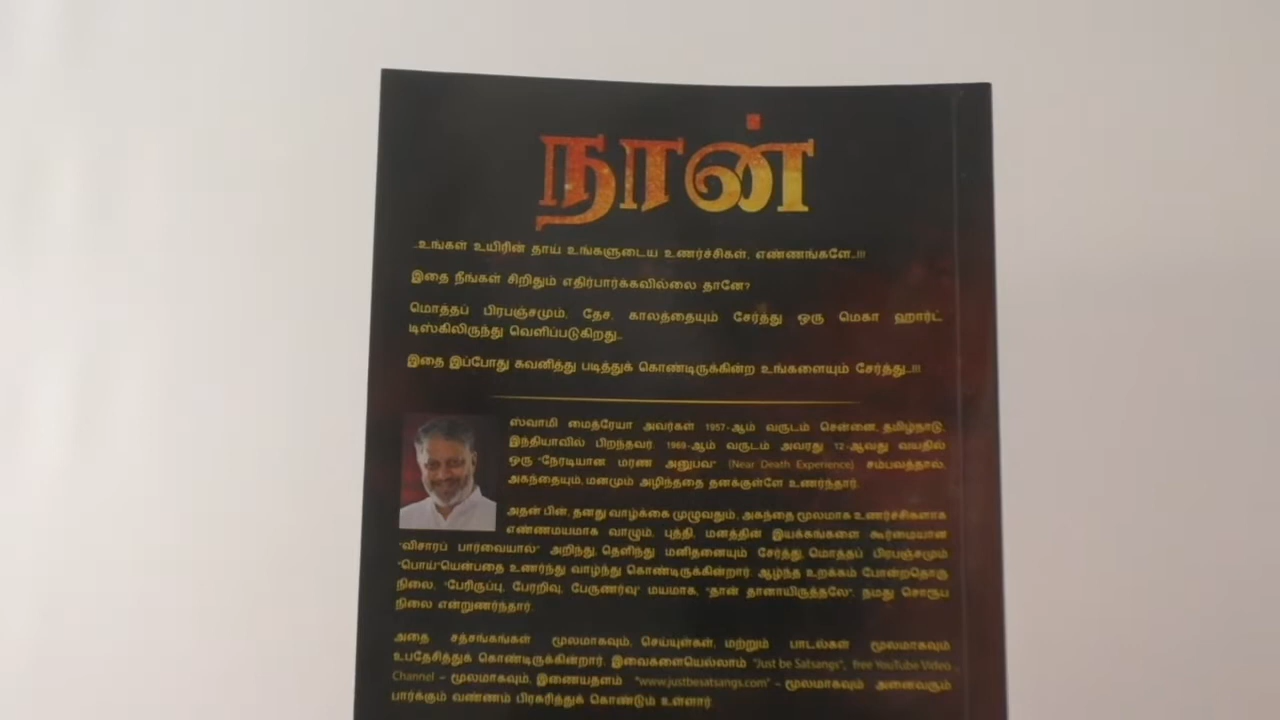 நான்
..உங்கள் உயிரின் தாய் உங்களுடைய உணர்ச்சிகள், எண்ணங்களே..!!!
இதை நீங்கள் சிறிதும் எதிர்பார்க்கவில்லை தானே?
மொத்தப் பிரபஞ்சமும், தேச, காலத்தையும் சேர்த்து ஒரு மெகா ஹார்ட்
டிஸ்கிலிருந்து வெளிப்படுகிறது..
இதை இப்போது கவனித்து படித்துக் கொண்டிருக்கின்ற உங்களையும் சேர்த்து..!!!
ஸ்வாமி மைத்ரேயா அவர்கள் 1957-ஆம் வருடம் சென்னை, தமிழ்நாடு,
இந்தியாவில் பிறந்தவர். 1969-ஆம் வருடம் அவரது 12-ஆவது வயதில்
ஒரு "நேரடியான மரண அனுபவ" (Near Death Experience) சம்பவத்தால்,
அகந்தையும், மனமும் அழிந்ததை தனக்குள்ளே உணர்ந்தார்.
அதன் பின், தனது வாழ்க்கை முழுவதும், அகந்தை மூலமாக உணர்ச்சிகளாக
எண்ணமயமாக வாழும், புத்தி, மனத்தின் இயக்கங்களை கூர்மையான
"விசாரப் பார்வையால்" அறிந்து, தெளிந்து மனிதனையும் சேர்த்து, மொத்தப் பிரபஞ்சமும்
"பொய்"யென்பதை உணர்ந்து வாழ்ந்து கொண்டிருக்கின்றார். ஆழ்ந்த உறக்கம் போன்றதொரு
நிலை, "பேரிருப்பு, பேரறிவு, பேருணர்வு" மயமாக, "தான் தானாயிருத்தலே", நமது சொரூப
நிலை என்றுணர்ந்தார்.
அதை சத்சங்கங்கள் மூலமாகவும், செய்யுள்கள், மற்றும் பாடல்கள் மூலமாகவும்
உபதேசித்துக் கொண்டிருக்கின்றார். இவைகளையெல்லாம் "Just be Satsangs", free YouTube Video
Channel – மூலமாகவும், இணையதளம் "www.justbesatsangs.com" – மூலமாகவும் அனைவரும்
பார்க்கும் வண்ணம் பிரசுரித்துக் கொண்டும் உள்ளார்.